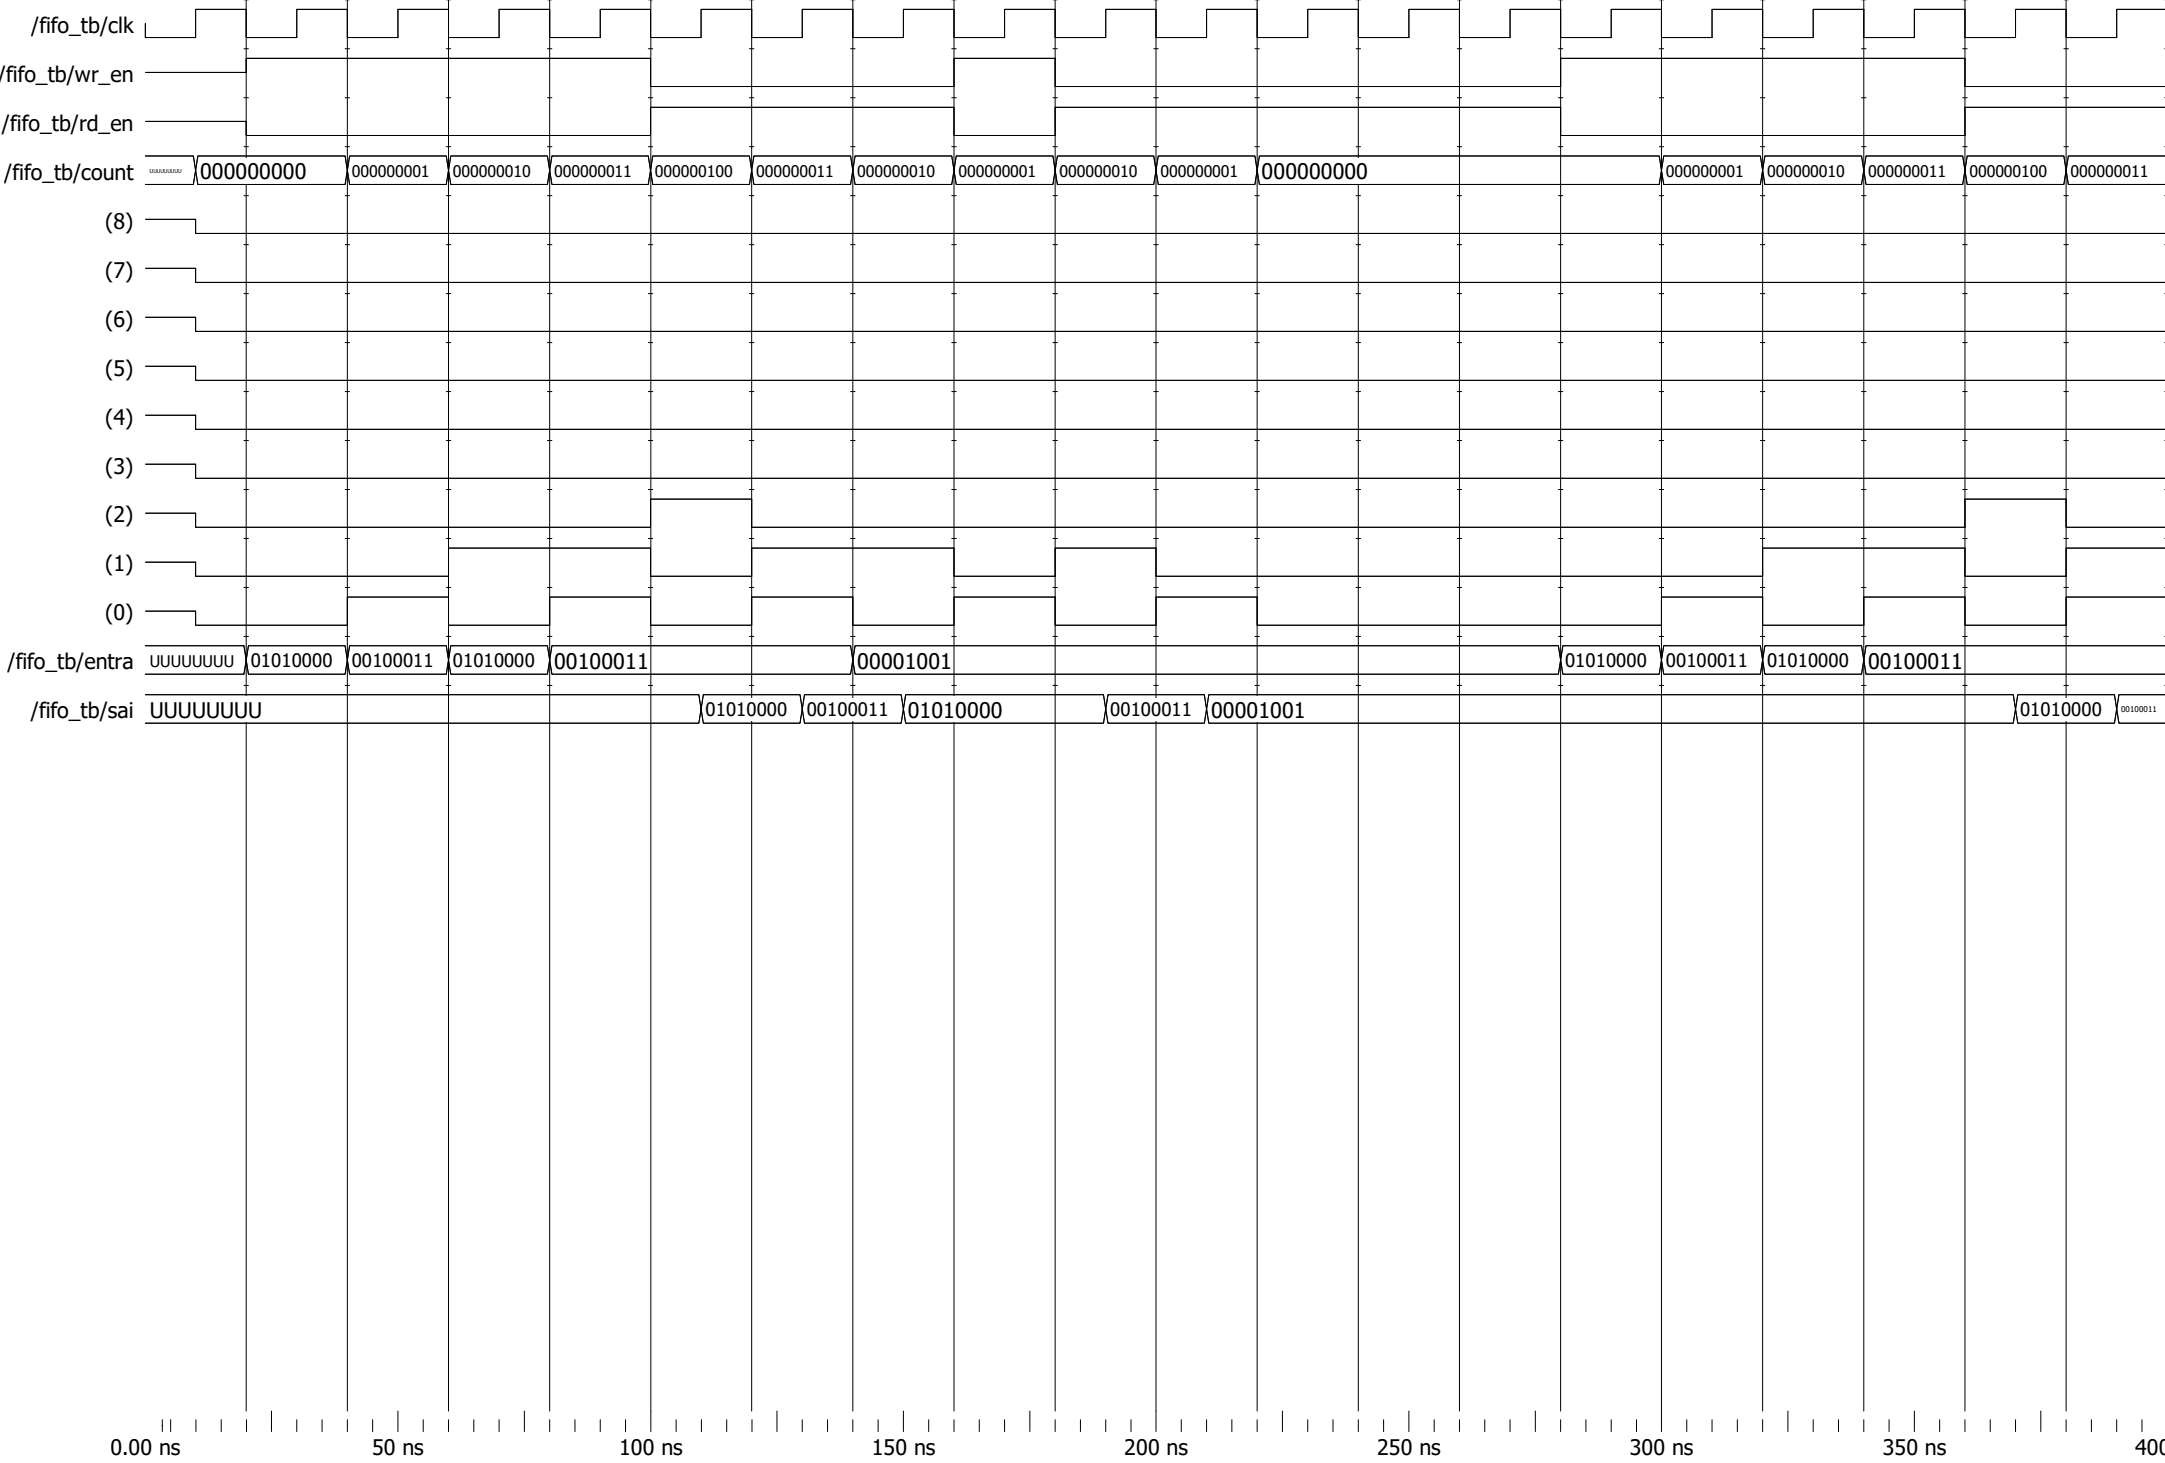 /fifo_tb/clk
/fifo_tb/wr_en
/fifo_tb/rd_en
/fifo_tb/count UUUUUUUUU 000000000 000000001 000000010 000000011 000000100 000000011 000000010 000000001 000000010 000000001 000000000 000000001 000000010 000000011 000000100 000000011
(8)
(7)
(6)
(5)
(4)
(3)
(2)
(1)
(0)
/fifo_tb/entra UUUUUUUU 01010000 00100011 01010000 00100011 00001001 01010000 00100011 01010000 00100011
/fifo_tb/sai UUUUUUUU 01010000 00100011 01010000 00100011 00001001 01010000 00100011
0.00 ns 50 ns 100 ns 150 ns 200 ns 250 ns 300 ns 350 ns 400